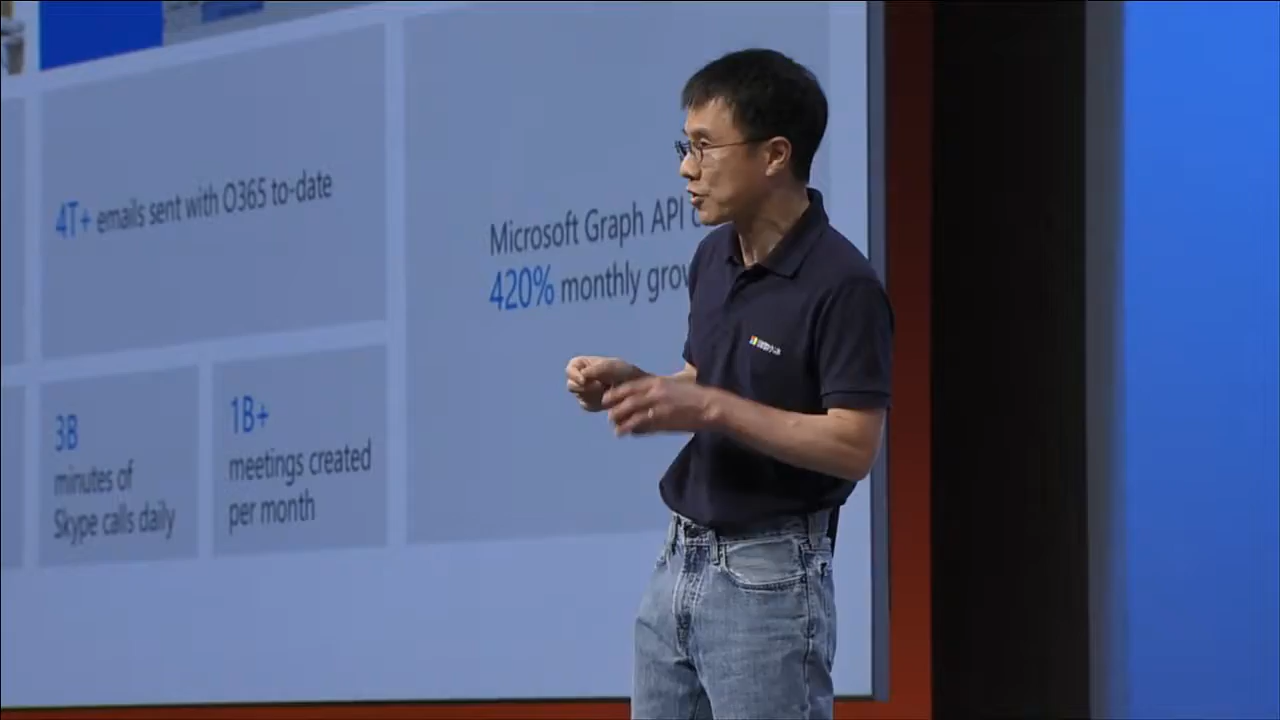 4T+ emails sent with O365 to-date
Microsoft Graph API
420% monthly
3B
minutes of
Skype calls daily
1B+
meetings created
per month